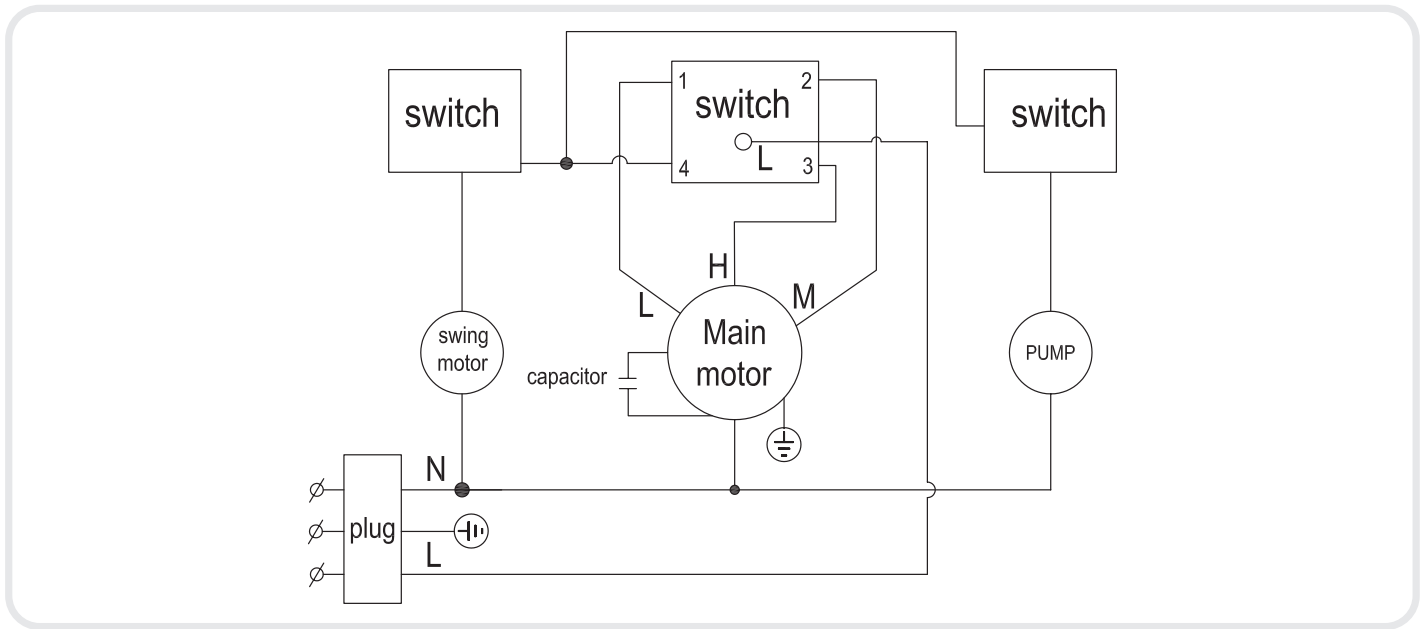 switch
1 2
switch
L
4 3
switch
H
L
M
swing
motor
Main
motor
capacitor
PUMP
N
plug
L